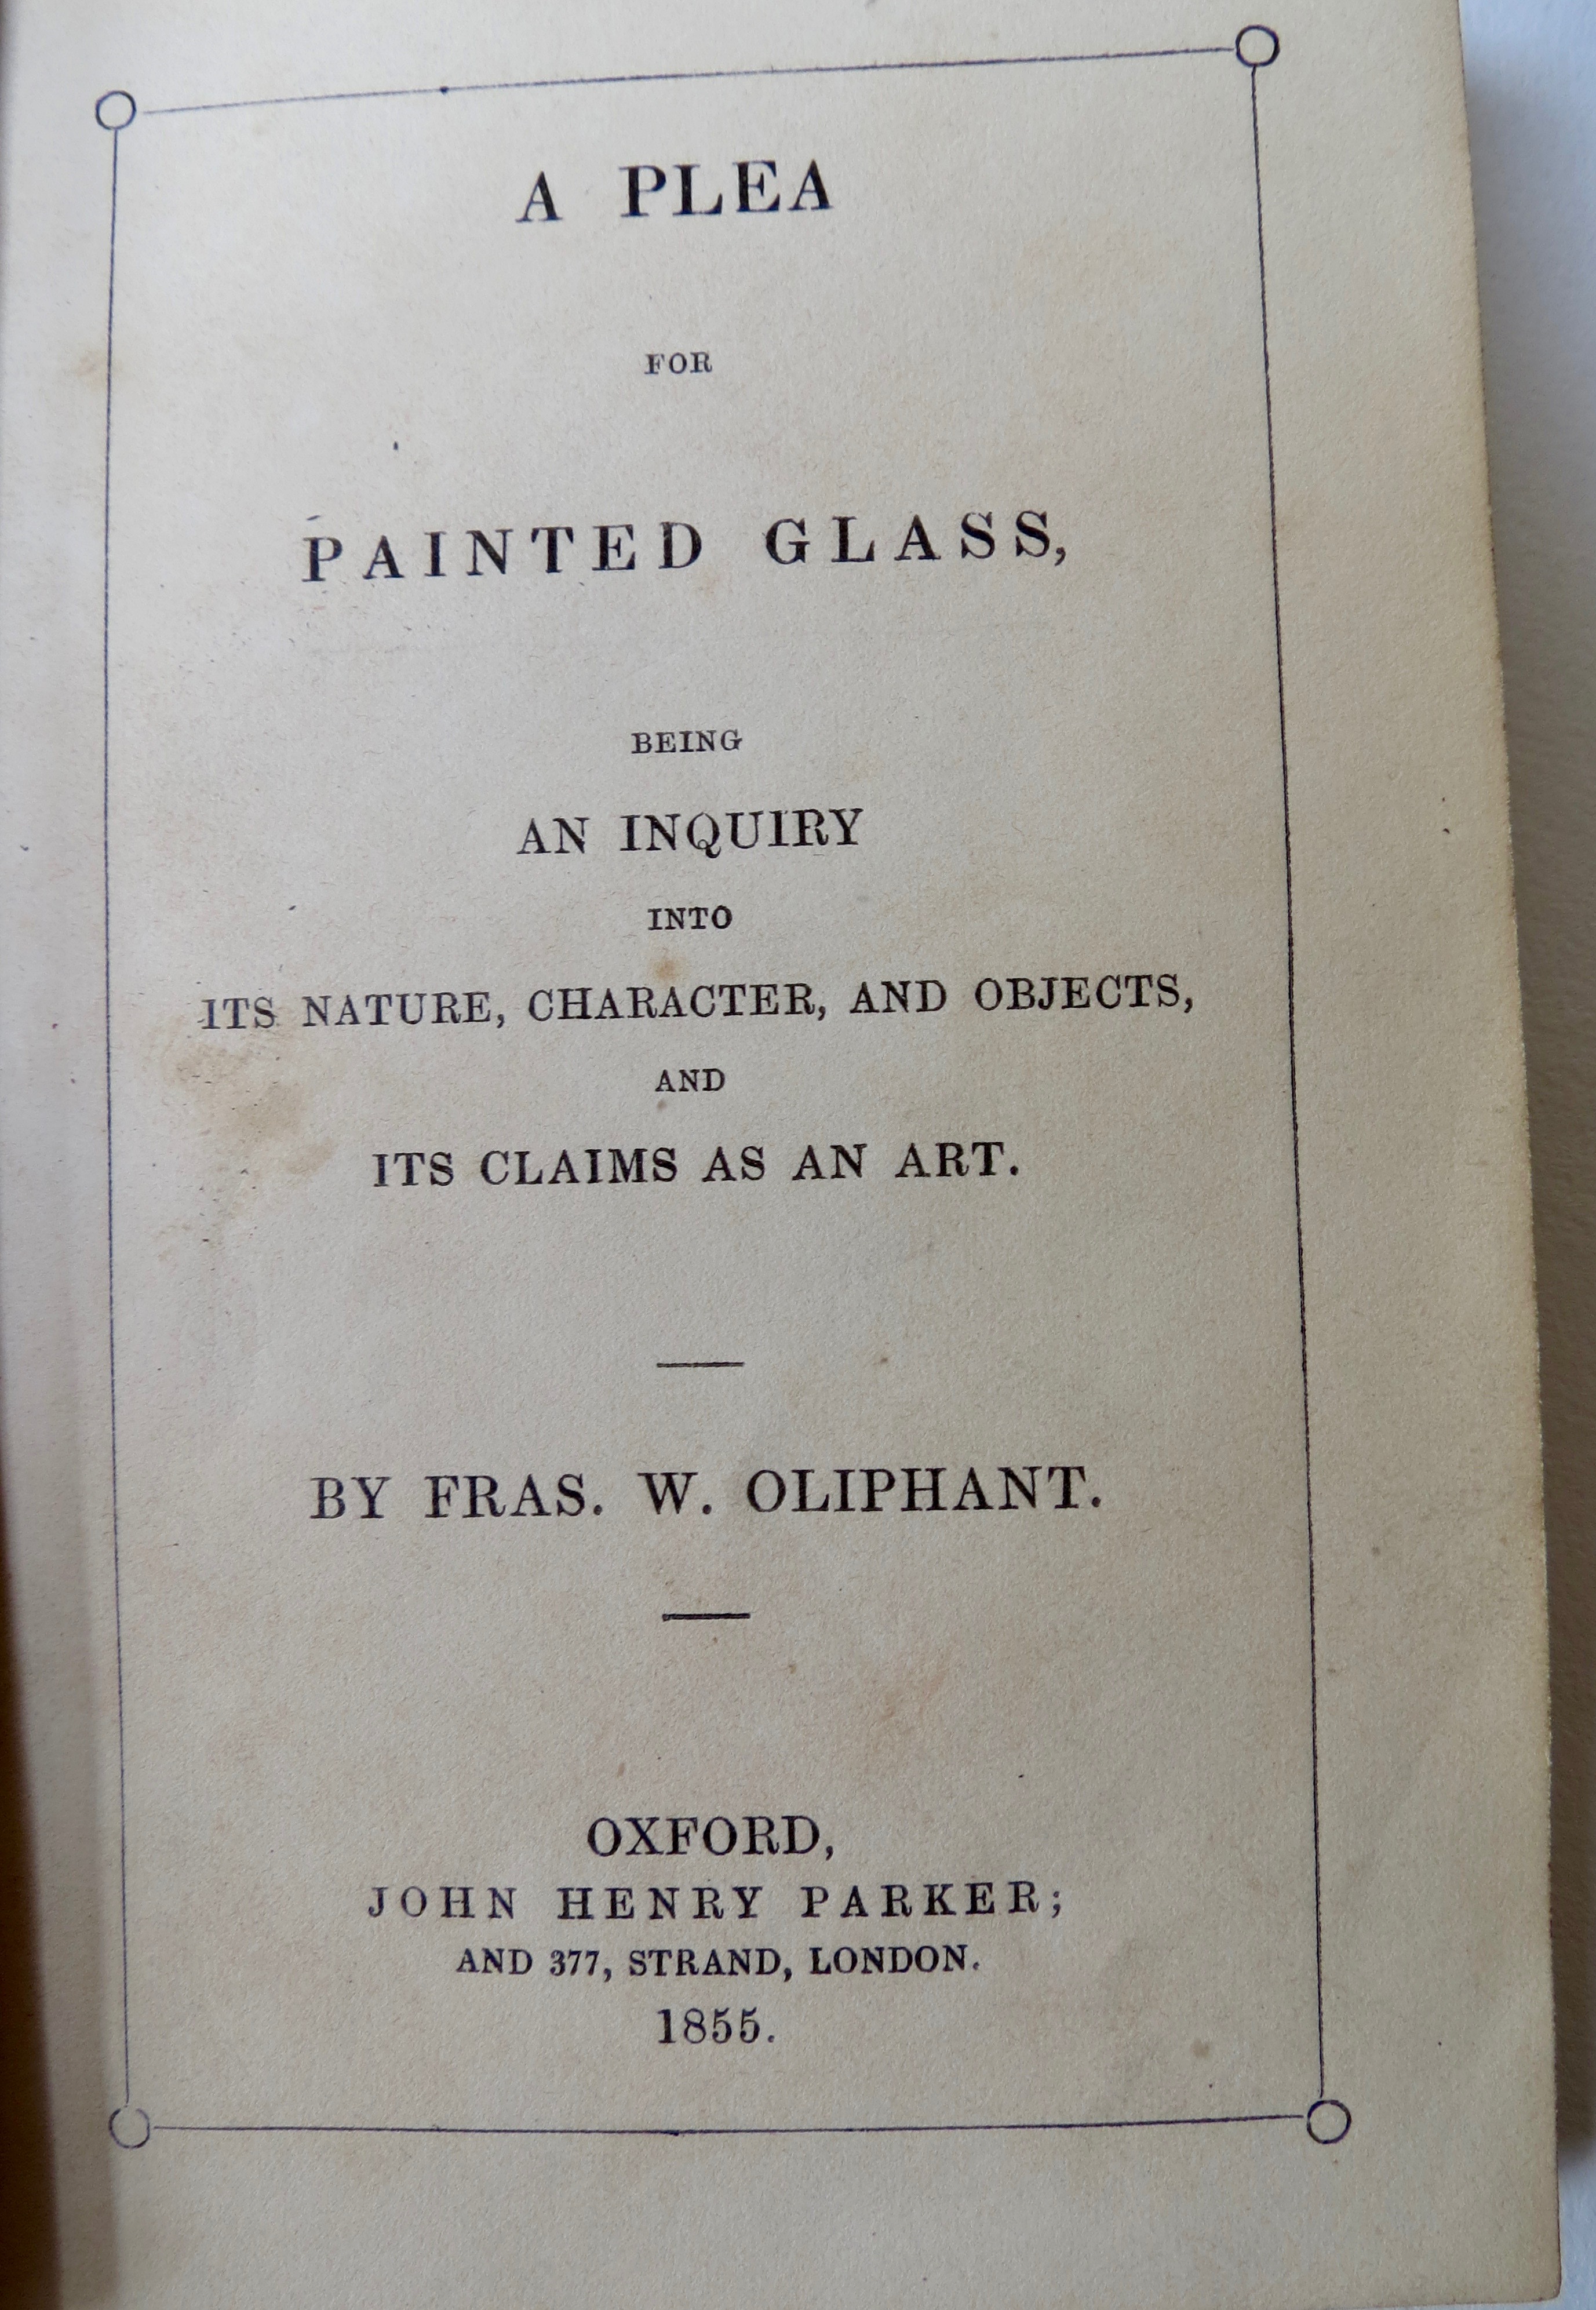 A PLEA
FOR
PAINTED GLASS,
BEING
AN INQUIRY
INTO
ITS NATURE, CHARACTER, AND OBJECTS,
AND
ITS CLAIMS AS AN ART.
BY FRAS. W. OLIPHANT.
OXFORD,
JOHN HENRY PARKER;
AND 377, STRAND, LONDON.
1855.